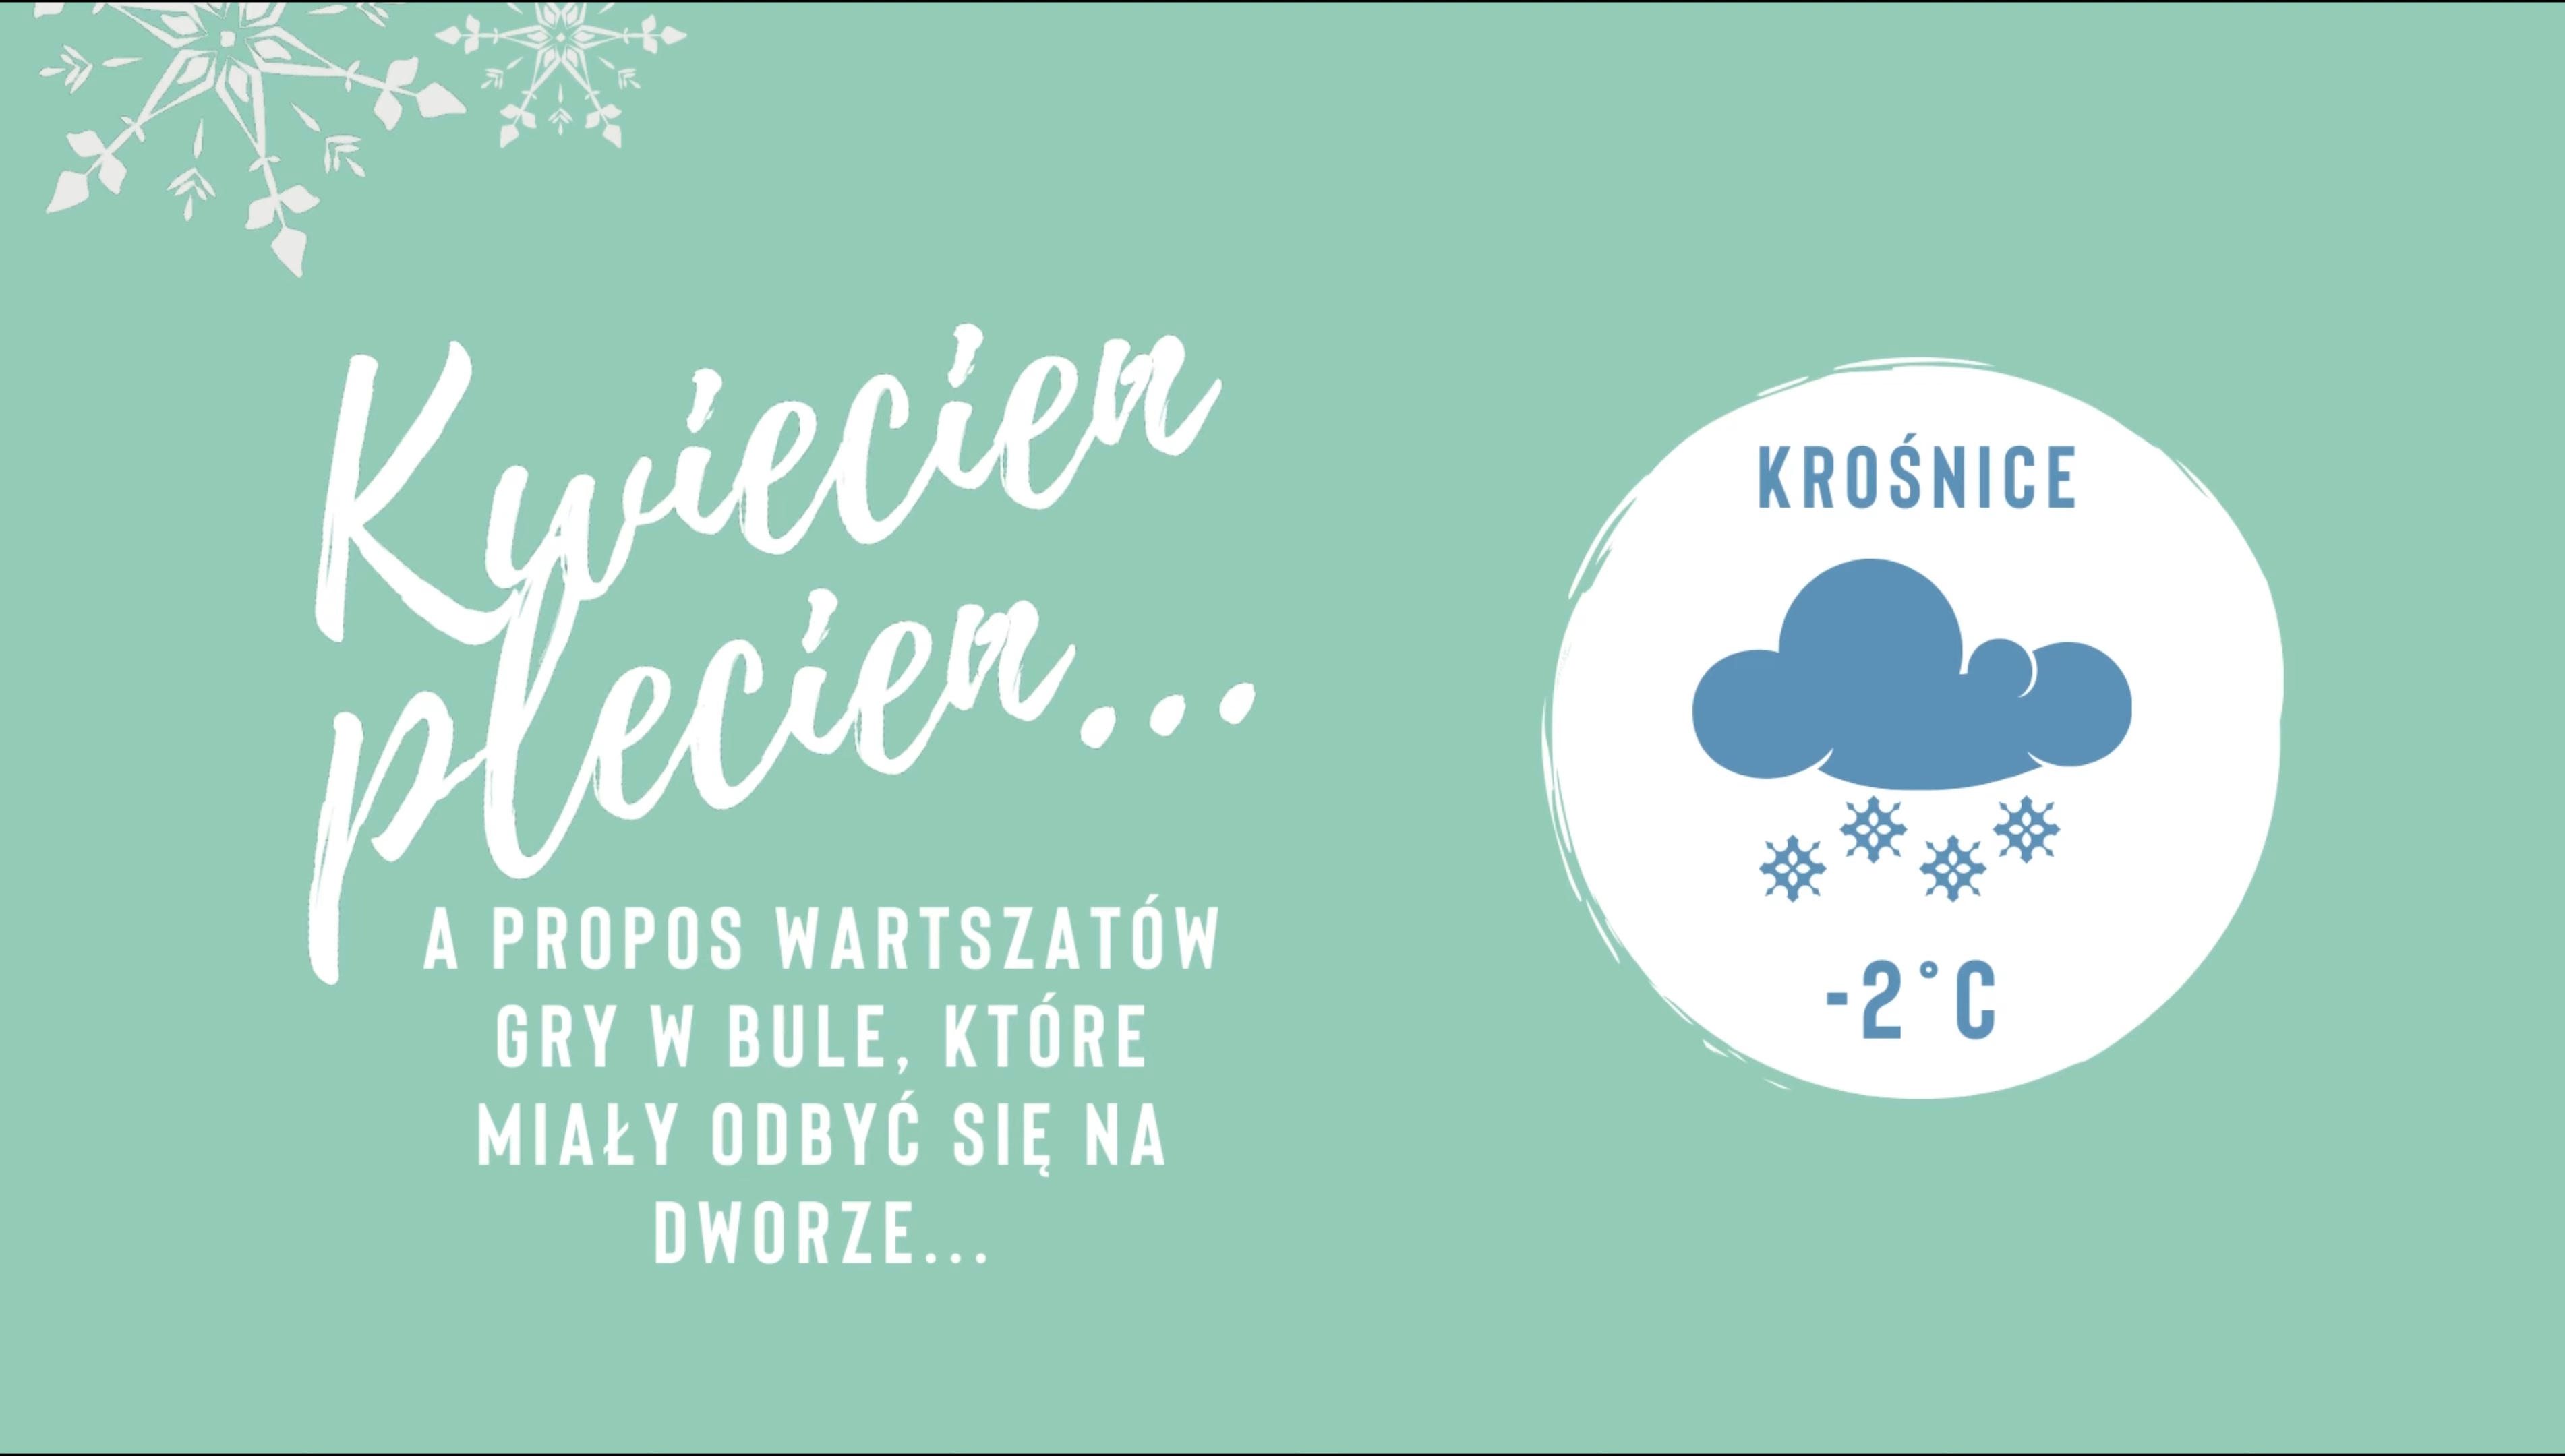 Kwiecien
plecien...
A PROPOS WARTSZATÓW
GRY W BULE, KTÓRE
MIAŁY ODBYĆ SIĘ NA
DWORZE...
KROŚNICE
-2°C